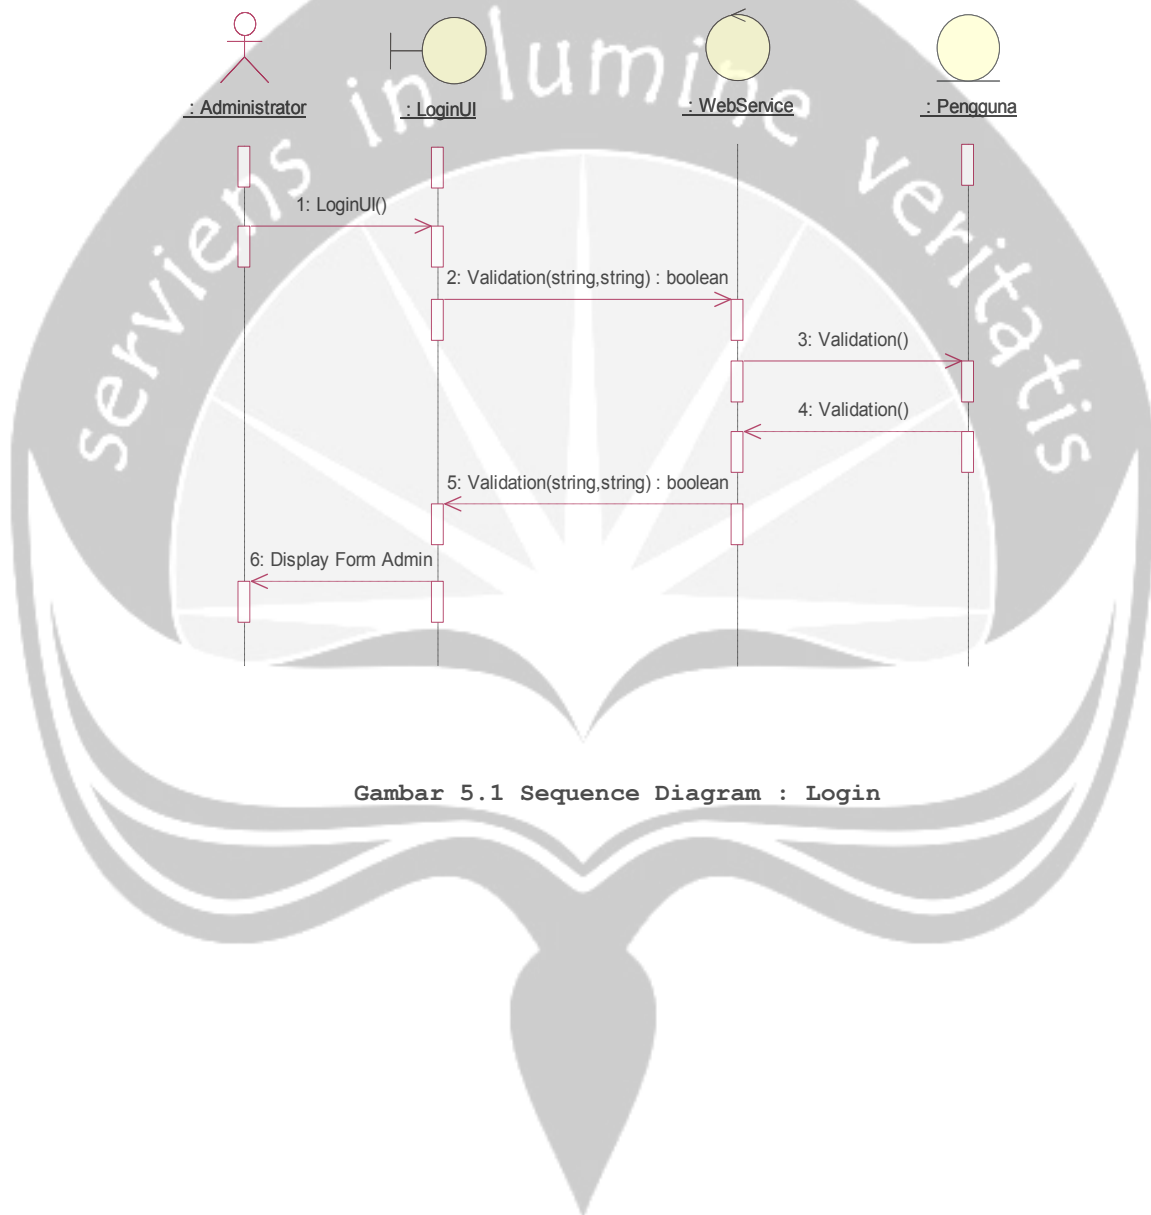 serviens in lumine veritatis
: Administrator
: LoginUI
: WebService
: Pengguna
1: LoginUI()
2: Validation(string,string) : boolean
3: Validation()
4: Validation()
5: Validation(string,string) : boolean
6: Display Form Admin
Gambar 5.1 Sequence Diagram : Login